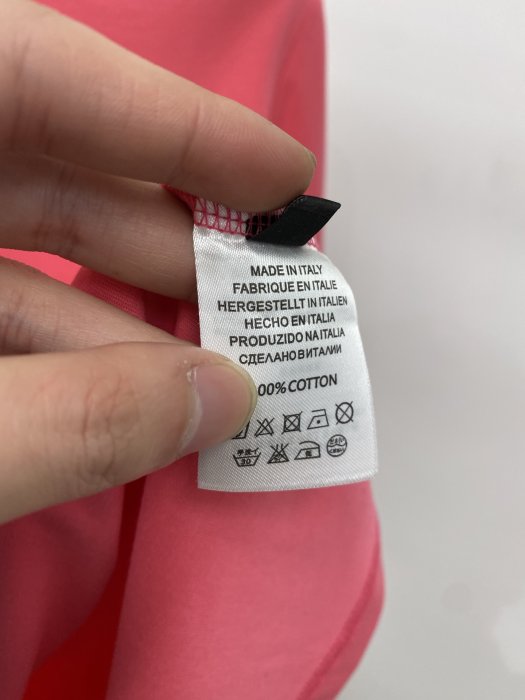 MADE IN ITALY
FABRIQUE EN ITALIE
HERGESTELLT IN ITALIEN
HECHO EN ITALIA
PRODUZIDO NA ITALIA
СДЕЛАНО В ИТАЛИИ
00% COTTON
30